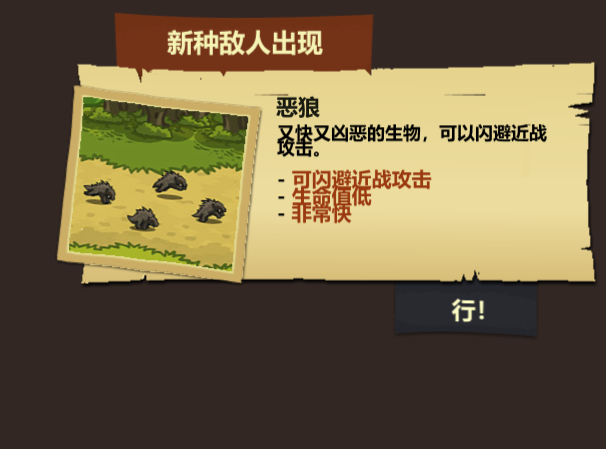 新种敌人出现
恶狼
又快又凶恶的生物，可以闪避近战
攻击。
- 可闪避近战攻击
- 生命值低
- 非常快
行!